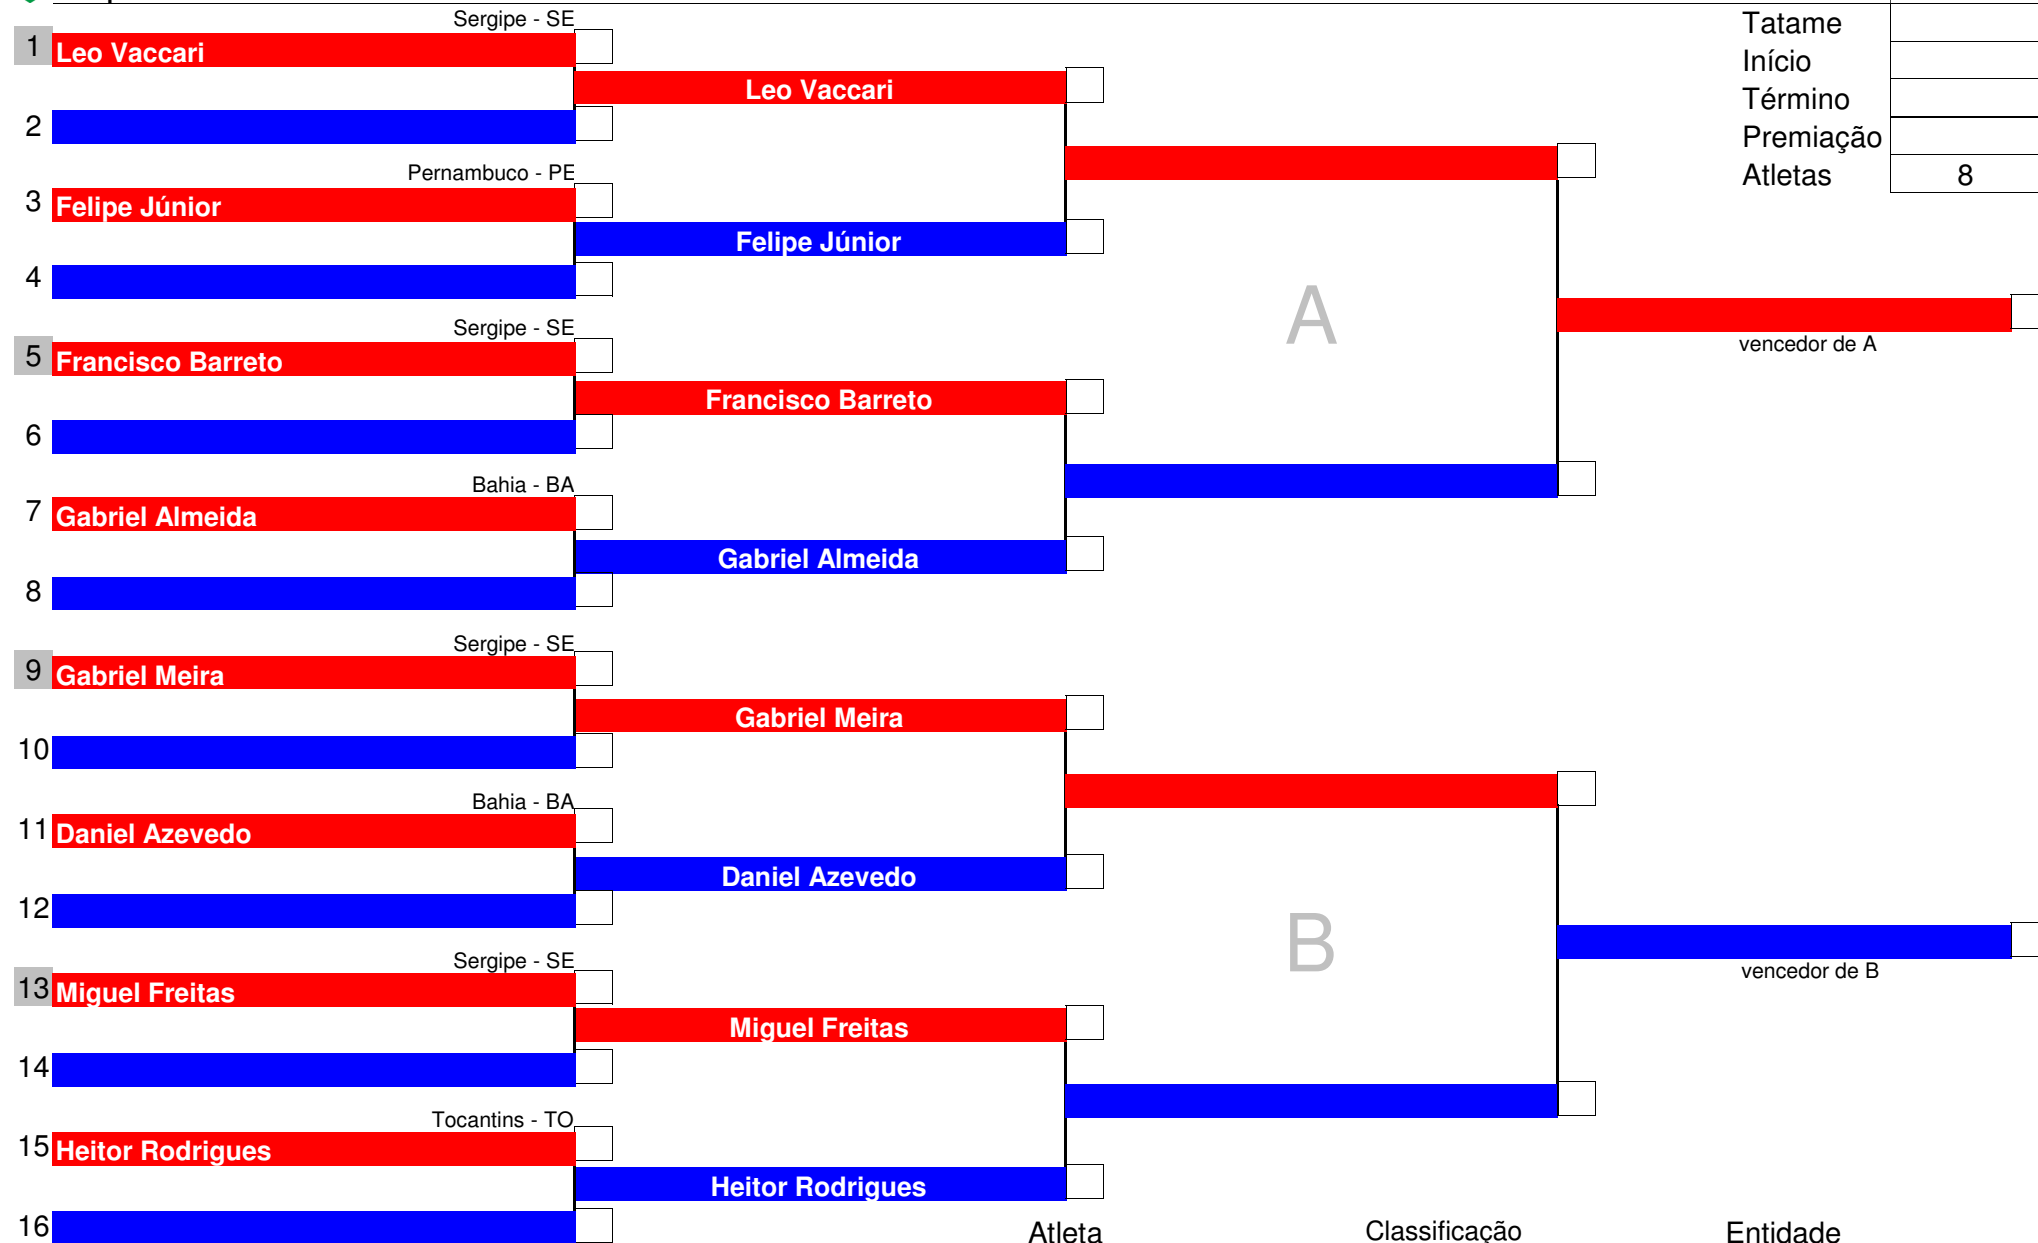 Sergipe - SE
Tatame
1 Leo Vaccari
Início
Leo Vaccari
Término
2
Premiação
Pernambuco - PE
Atletas 8
3 Felipe Júnior
Felipe Júnior
4
A
Sergipe - SE
vencedor de A
5 Francisco Barreto
Francisco Barreto
6
Bahia - BA
7 Gabriel Almeida
Gabriel Almeida
8
Sergipe - SE
9 Gabriel Meira
Gabriel Meira
10
Bahia - BA
11 Daniel Azevedo
Daniel Azevedo
12
B
Sergipe - SE
vencedor de B
13 Miguel Freitas
Miguel Freitas
14
Tocantins - TO
15 Heitor Rodrigues
Heitor Rodrigues
16
Atleta Classificação Entidade